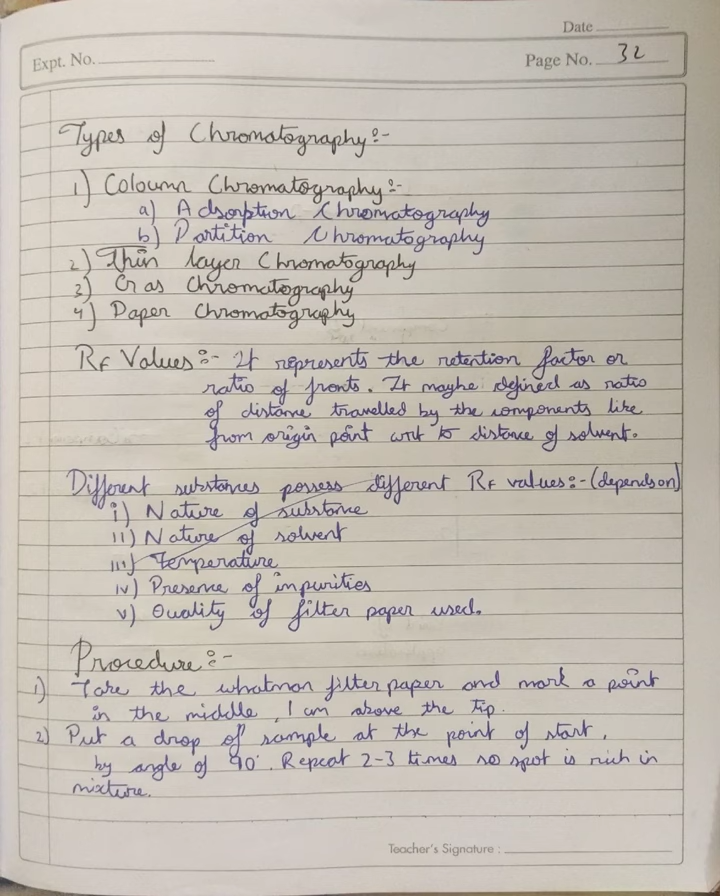 Date
Expt. No.
Page No. 32
Types of Chromatography:-
1) Coloumn Chromatography:-
a) Adsorption Chromatography
b) Partition Chromatography
2) Thin layer Chromatography
3) Gas Chromatography
4) Paper Chromatography
RF Values:- It represents the retention factor or
ratio of fronts. It maybe defined as ratio
of distance travelled by the components like
from origin point wrt to distance of solvent.
Different substances possess different RF values:-(depends on)
i) Nature of substance
ii) Nature of solvent
iii) Temperature
iv) Presence of impurities
v) Quality of filter paper used.
Procedure:-
1) Take the whatman filter paper and mark a point
in the middle, 1 cm above the tip.
2) Put a drop of sample at the point of start,
by angle of 90°. Repeat 2-3 times so spot is rich in
mixture.
Teacher's Signature :